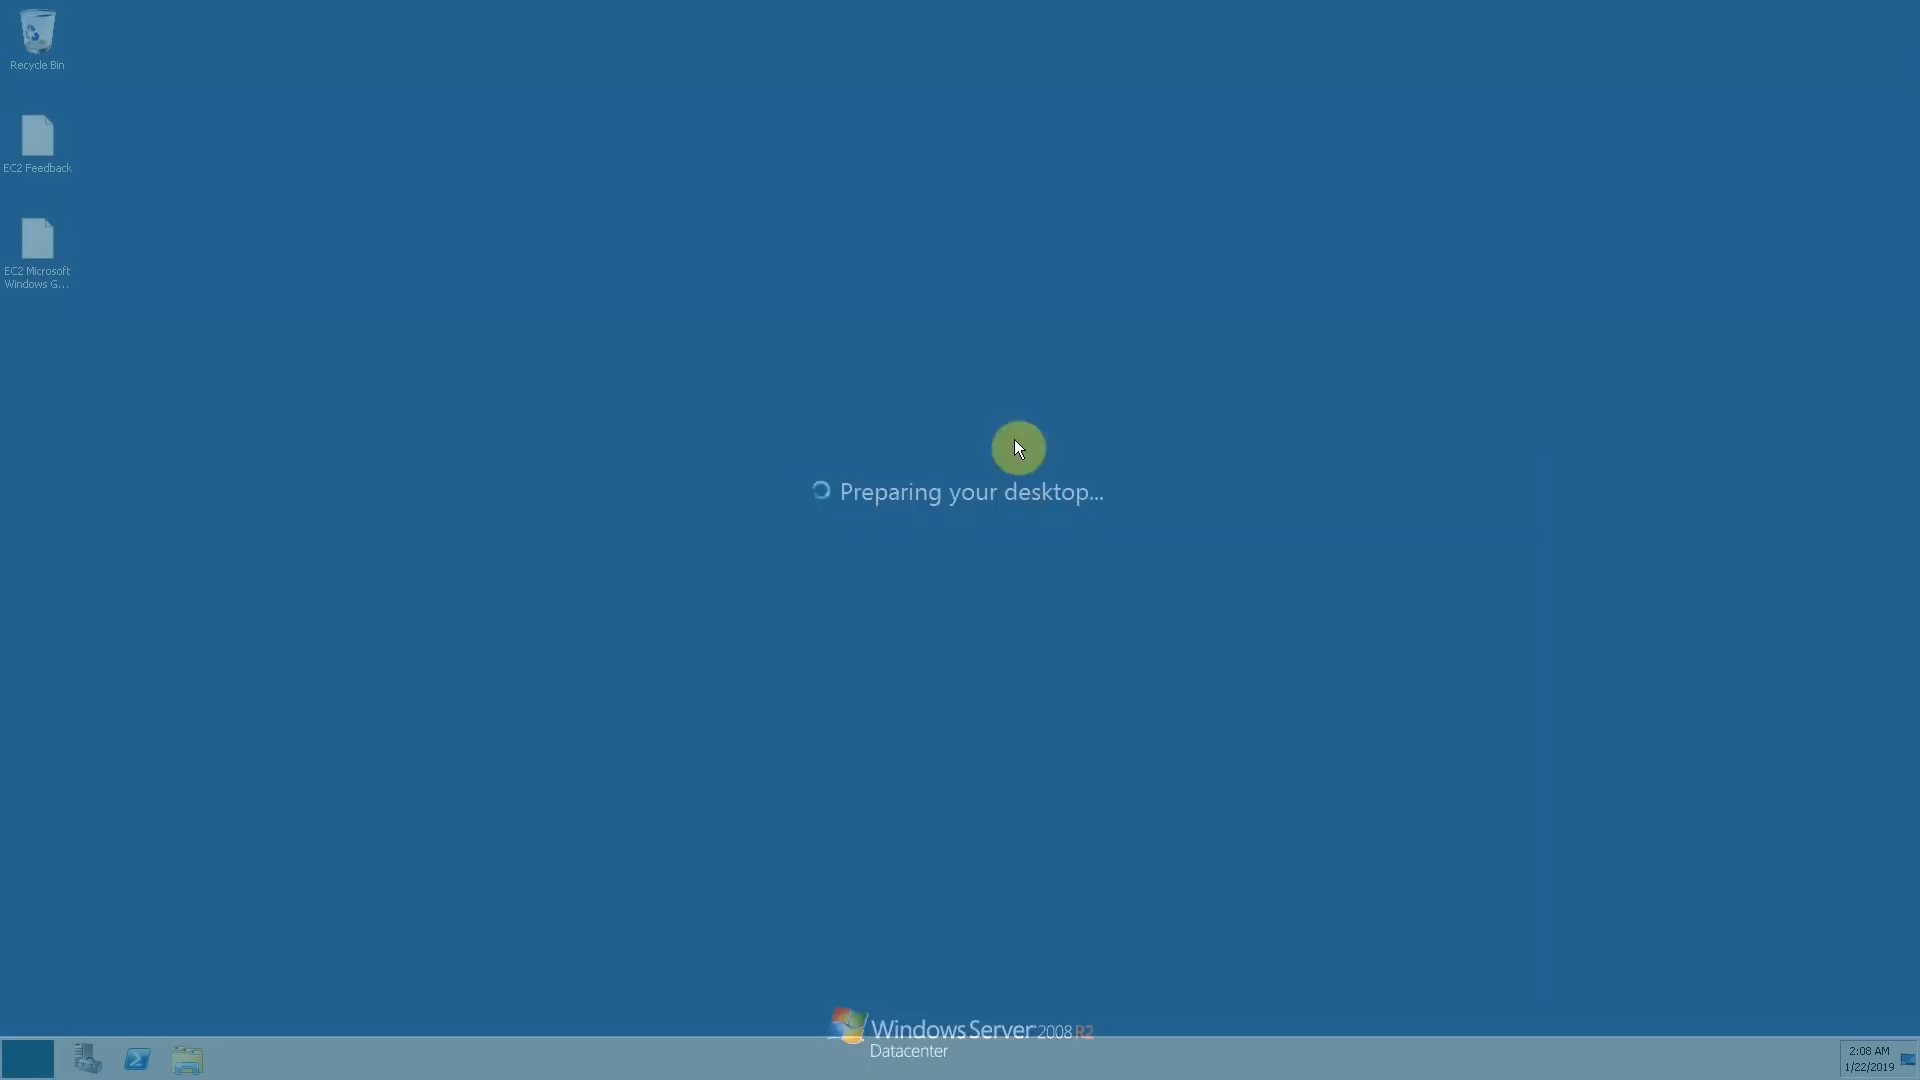 Recycle Bin
EC2 Feedback
EC2 Microsoft
Windows G...
Preparing your desktop...
Windows Server 2008 R2
Datacenter
2:08 AM
1/22/2019